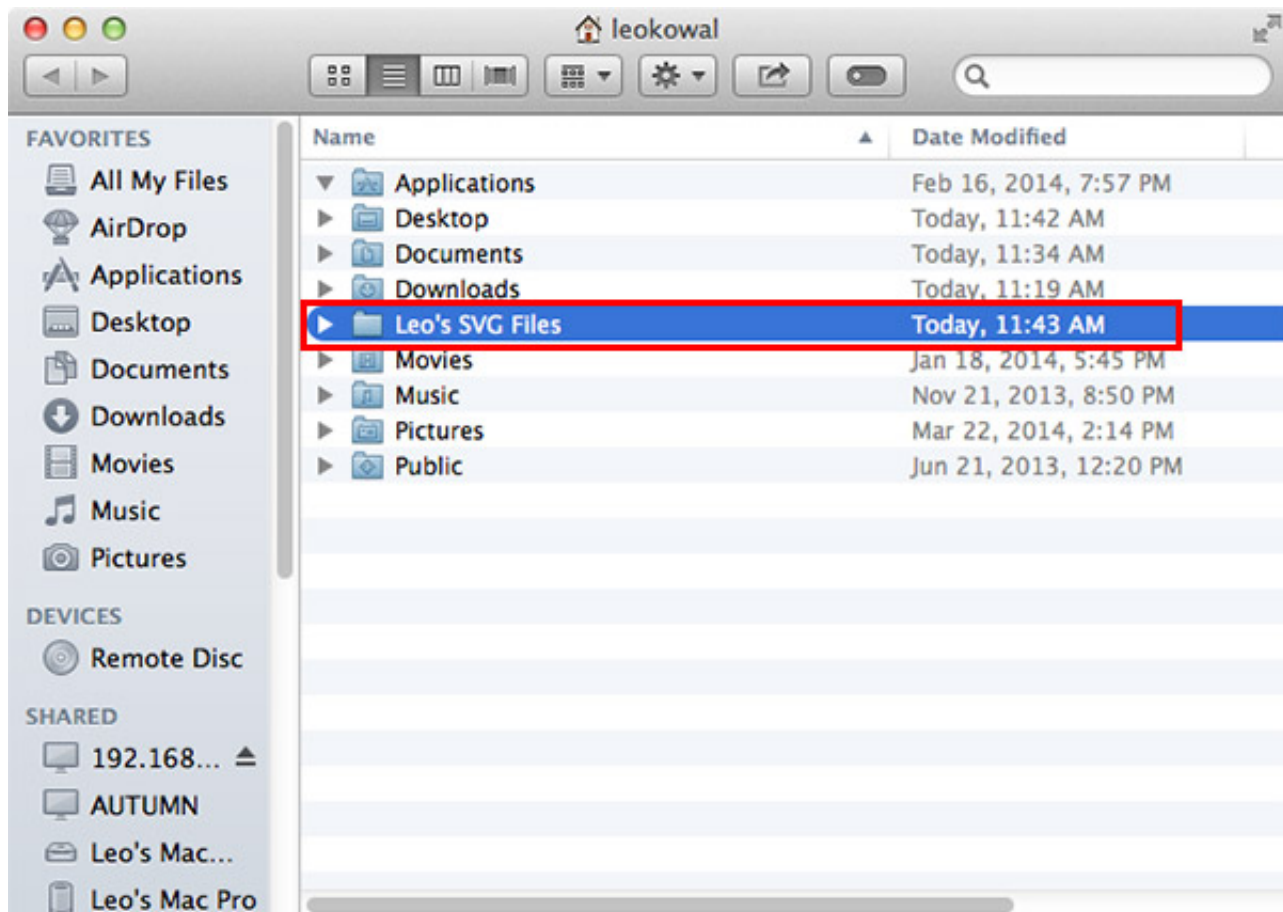 leokowal
FAVORITES
All My Files
AirDrop
Applications
Desktop
Documents
Downloads
Movies
Music
Pictures
DEVICES
Remote Disc
SHARED
192.168...
AUTUMN
Leo's Mac...
Leo's Mac Pro
Name Date Modified
Applications Feb 16, 2014, 7:57 PM
Desktop Today, 11:42 AM
Documents Today, 11:34 AM
Downloads Today, 11:19 AM
Leo's SVG Files Today, 11:43 AM
Movies Jan 18, 2014, 5:45 PM
Music Nov 21, 2013, 8:50 PM
Pictures Mar 22, 2014, 2:14 PM
Public Jun 21, 2013, 12:20 PM